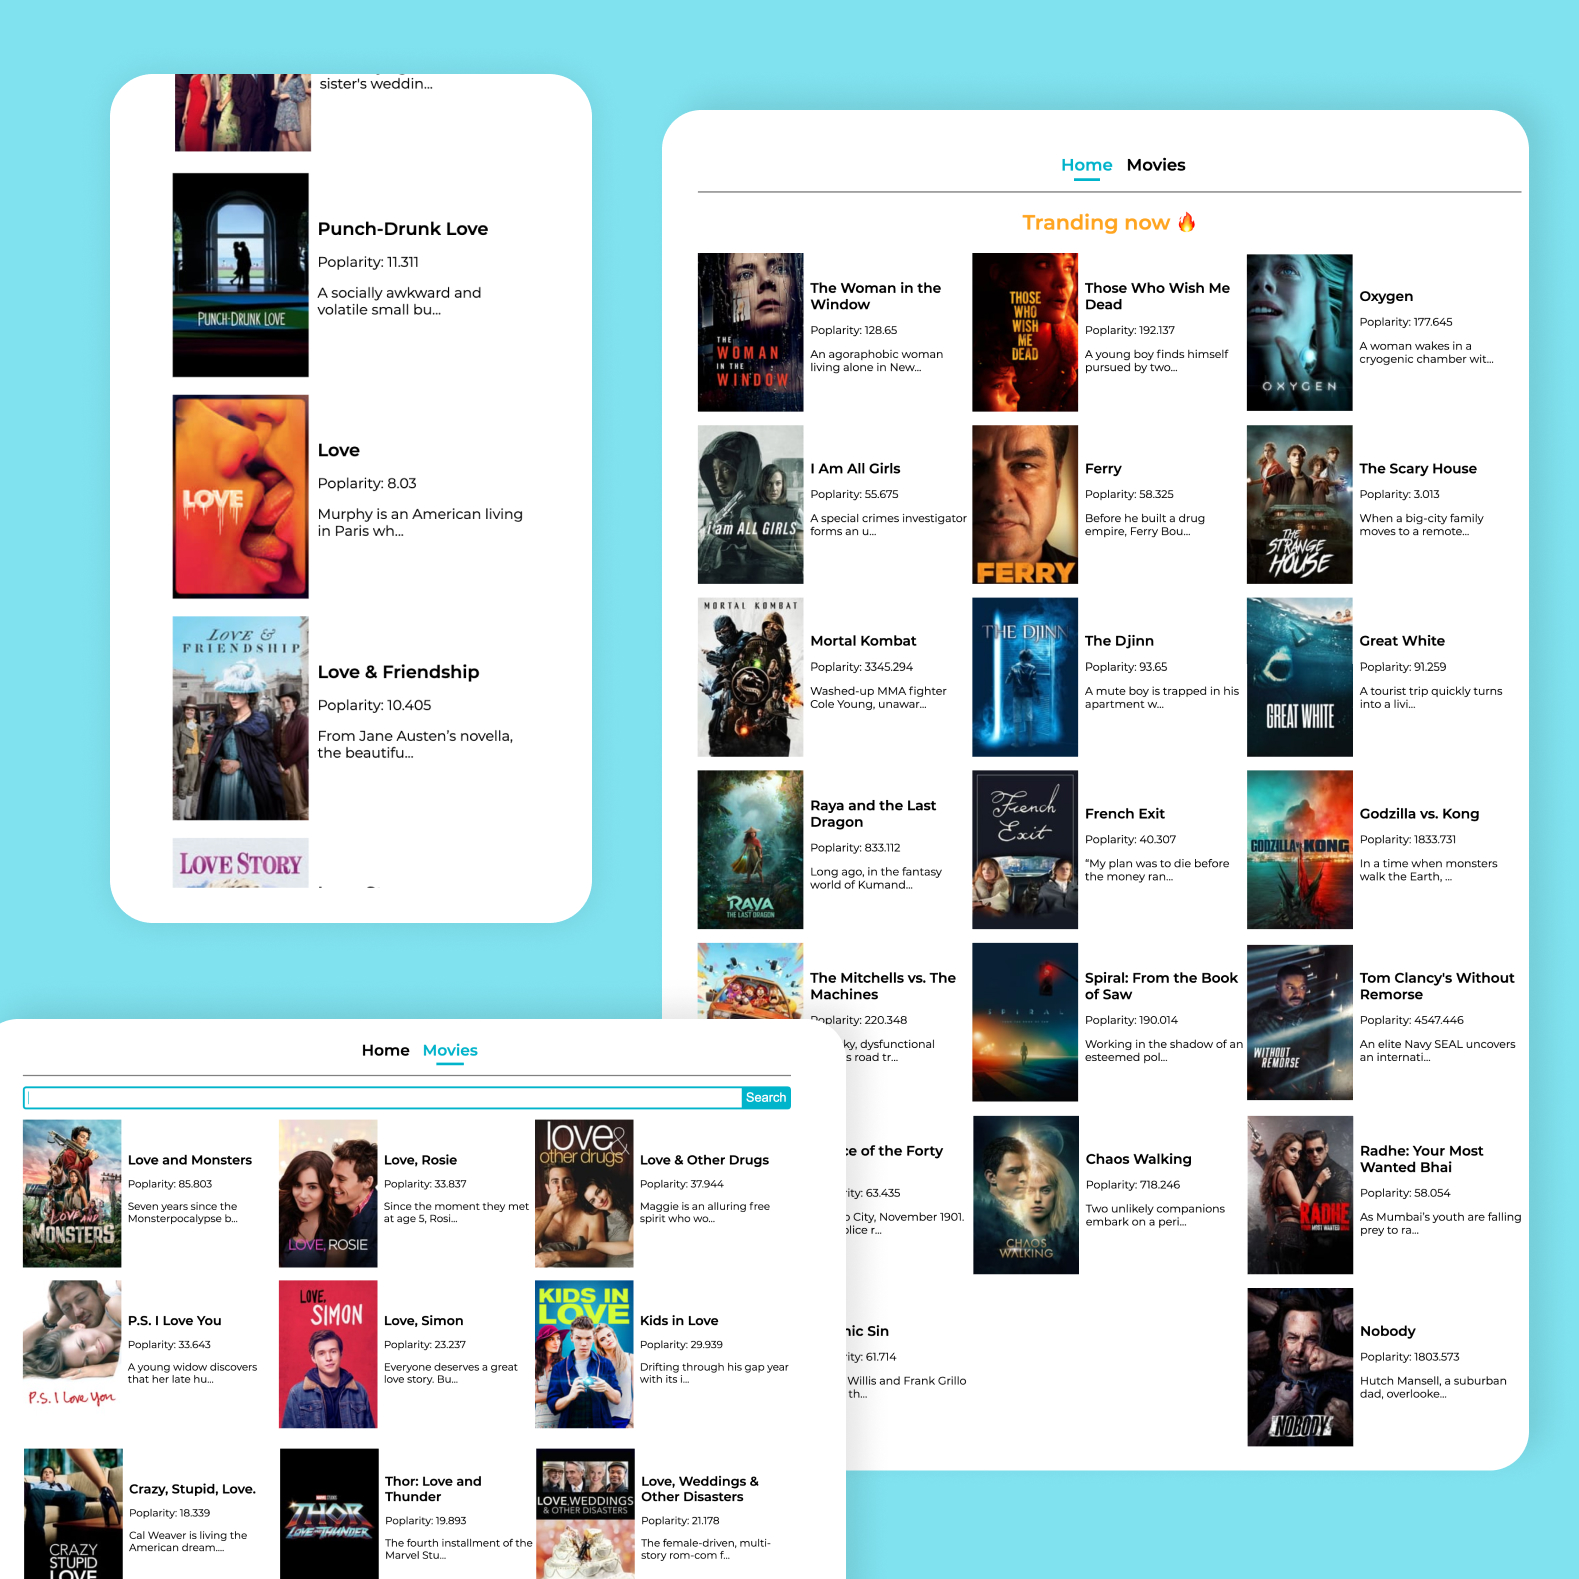 sister's weddin...
PUNCH-DRUNK LOVE
Punch-Drunk Love
Poplarity: 11.311
A socially awkward and
volatile small bu...
LOVE
Love
Poplarity: 8.03
Murphy is an American living
in Paris wh...
LOVE &
FRIENDSHIP
Love & Friendship
Poplarity: 10.405
From Jane Austen’s novella,
the beautifu...
LOVE STORY
Home Movies
Tranding now 🔥
THE
WOMAN
IN THE
WINDOW
The Woman in the
Window
Poplarity: 128.65
An agoraphobic woman
living alone in New...
THOSE
WHO
WISH
ME
DEAD
Those Who Wish Me
Dead
Poplarity: 192.137
A young boy finds himself
pursued by two...
OXYGEN
Oxygen
Poplarity: 177.645
A woman wakes in a
cryogenic chamber wit...
i am ALL GIRLS
I Am All Girls
Poplarity: 55.675
A special crimes investigator
forms an u...
FERRY
Ferry
Poplarity: 58.325
Before he built a drug
empire, Ferry Bou...
THE
STRANGE
HOUSE
The Scary House
Poplarity: 3.013
When a big-city family
moves to a remote...
MORTAL KOMBAT
Mortal Kombat
Poplarity: 3345.294
Washed-up MMA fighter
Cole Young, unawar...
THE DJINN
The Djinn
Poplarity: 93.65
A mute boy is trapped in his
apartment w...
GREAT WHITE
Great White
Poplarity: 91.259
A tourist trip quickly turns
into a livi...
RAYA
THE LAST DRAGON
Raya and the Last
Dragon
Poplarity: 833.112
Long ago, in the fantasy
world of Kumand...
French
Exit
French Exit
Poplarity: 40.307
“My plan was to die before
the money ran...
GODZILLA vs. KONG
Godzilla vs. Kong
Poplarity: 1833.731
In a time when monsters
walk the Earth, ...
The Mitchells vs. The
Machines
Poplarity: 220.348
ky, dysfunctional
s road tr...
SPIRAL
Spiral: From the Book
of Saw
Poplarity: 190.014
Working in the shadow of an
esteemed pol...
WITHOUT
REMORSE
Tom Clancy's Without
Remorse
Poplarity: 4547.446
An elite Navy SEAL uncovers
an internati...
ce of the Forty
ity: 63.435
o City, November 1901.
olice r...
CHAOS
WALKING
Chaos Walking
Poplarity: 718.246
Two unlikely companions
embark on a peri...
RADHE
YOUR MOST WANTED BHAI
Radhe: Your Most
Wanted Bhai
Poplarity: 58.054
As Mumbai’s youth are falling
prey to ra...
nic Sin
ity: 61.714
Willis and Frank Grillo
th...
NOBODY
Nobody
Poplarity: 1803.573
Hutch Mansell, a suburban
dad, overlooke...
Home Movies
Search
LOVE AND
MONSTERS
Love and Monsters
Poplarity: 85.803
Seven years since the
Monsterpocalypse b...
LOVE, ROSIE
Love, Rosie
Poplarity: 33.837
Since the moment they met
at age 5, Rosi...
love &
other drugs
Love & Other Drugs
Poplarity: 37.944
Maggie is an alluring free
spirit who wo...
P.S. I Love You
P.S. I Love You
Poplarity: 33.643
A young widow discovers
that her late hu...
LOVE,
SIMON
Love, Simon
Poplarity: 23.237
Everyone deserves a great
love story. Bu...
KIDS IN
LOVE
Kids in Love
Poplarity: 29.939
Drifting through his gap year
with its i...
CRAZY
STUPID
LOVE
Crazy, Stupid, Love.
Poplarity: 18.339
Cal Weaver is living the
American dream....
THOR
LOVE AND THUNDER
Thor: Love and
Thunder
Poplarity: 19.893
The fourth installment of the
Marvel Stu...
LOVE, WEDDINGS
& OTHER DISASTERS
Love, Weddings &
Other Disasters
Poplarity: 21.178
The female-driven, multi-
story rom-com f...